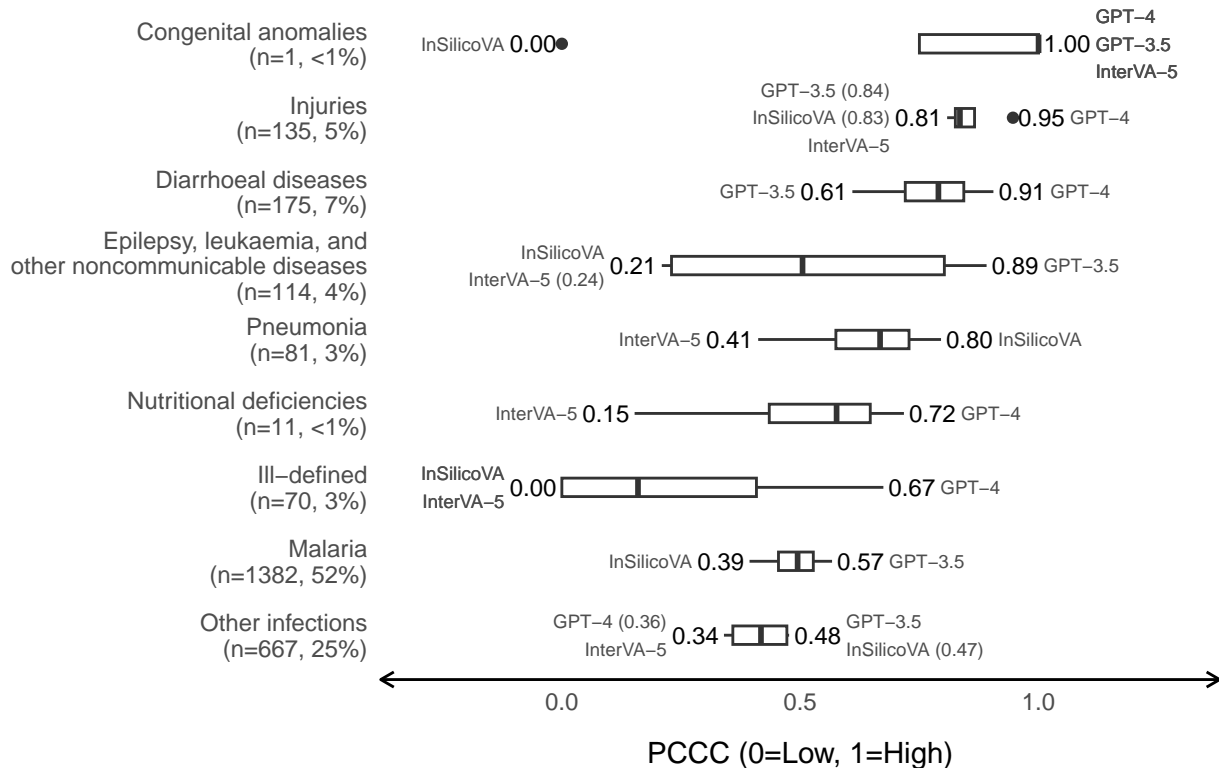 Congenital anomalies
(n=1, <1%)
InSilicoVA 0.00
1.00
GPT−4
GPT−3.5
InterVA−5
Injuries
(n=135, 5%)
GPT−3.5 (0.84)
InSilicoVA (0.83)
InterVA−5
0.81
0.95 GPT−4
Diarrhoeal diseases
(n=175, 7%)
GPT−3.5 0.61
0.91 GPT−4
Epilepsy, leukaemia, and
other noncommunicable diseases
(n=114, 4%)
InSilicoVA
InterVA−5 (0.24)
0.21
0.89 GPT−3.5
Pneumonia
(n=81, 3%)
InterVA−5 0.41
0.80 InSilicoVA
Nutritional deficiencies
(n=11, <1%)
InterVA−5 0.15
0.72 GPT−4
Ill−defined
(n=70, 3%)
InSilicoVA
InterVA−5
0.00
0.67 GPT−4
Malaria
(n=1382, 52%)
InSilicoVA 0.39
0.57 GPT−3.5
Other infections
(n=667, 25%)
GPT−4 (0.36)
InterVA−5
0.34
0.48
GPT−3.5
InSilicoVA (0.47)
0.0 0.5 1.0
PCCC (0=Low, 1=High)